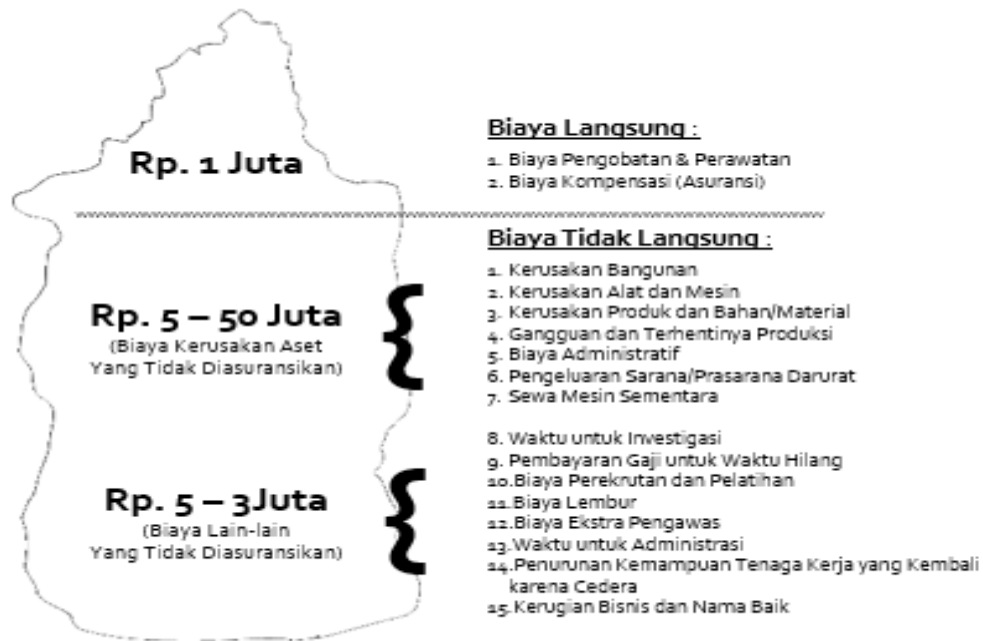 Rp. 1 Juta
Biaya Langsung :
1. Biaya Pengobatan & Perawatan
2. Biaya Kompensasi (Asuransi)
Rp. 5 – 50 Juta
(Biaya Kerusakan Aset
Yang Tidak Diasuransikan)
Biaya Tidak Langsung :
1. Kerusakan Bangunan
2. Kerusakan Alat dan Mesin
3. Kerusakan Produk dan Bahan/Material
4. Gangguan dan Terhentinya Produksi
5. Biaya Administratif
6. Pengeluaran Sarana/Prasarana Darurat
7. Sewa Mesin Sementara
Rp. 5 – 3Juta
(Biaya Lain-lain
Yang Tidak Diasuransikan)
8. Waktu untuk Investigasi
9. Pembayaran Gaji untuk Waktu Hilang
10.Biaya Perekrutan dan Pelatihan
11.Biaya Lembur
12.Biaya Ekstra Pengawas
13.Waktu untuk Administrasi
14.Penurunan Kemampuan Tenaga Kerja yang Kembali
karena Cedera
15.Kerugian Bisnis dan Nama Baik